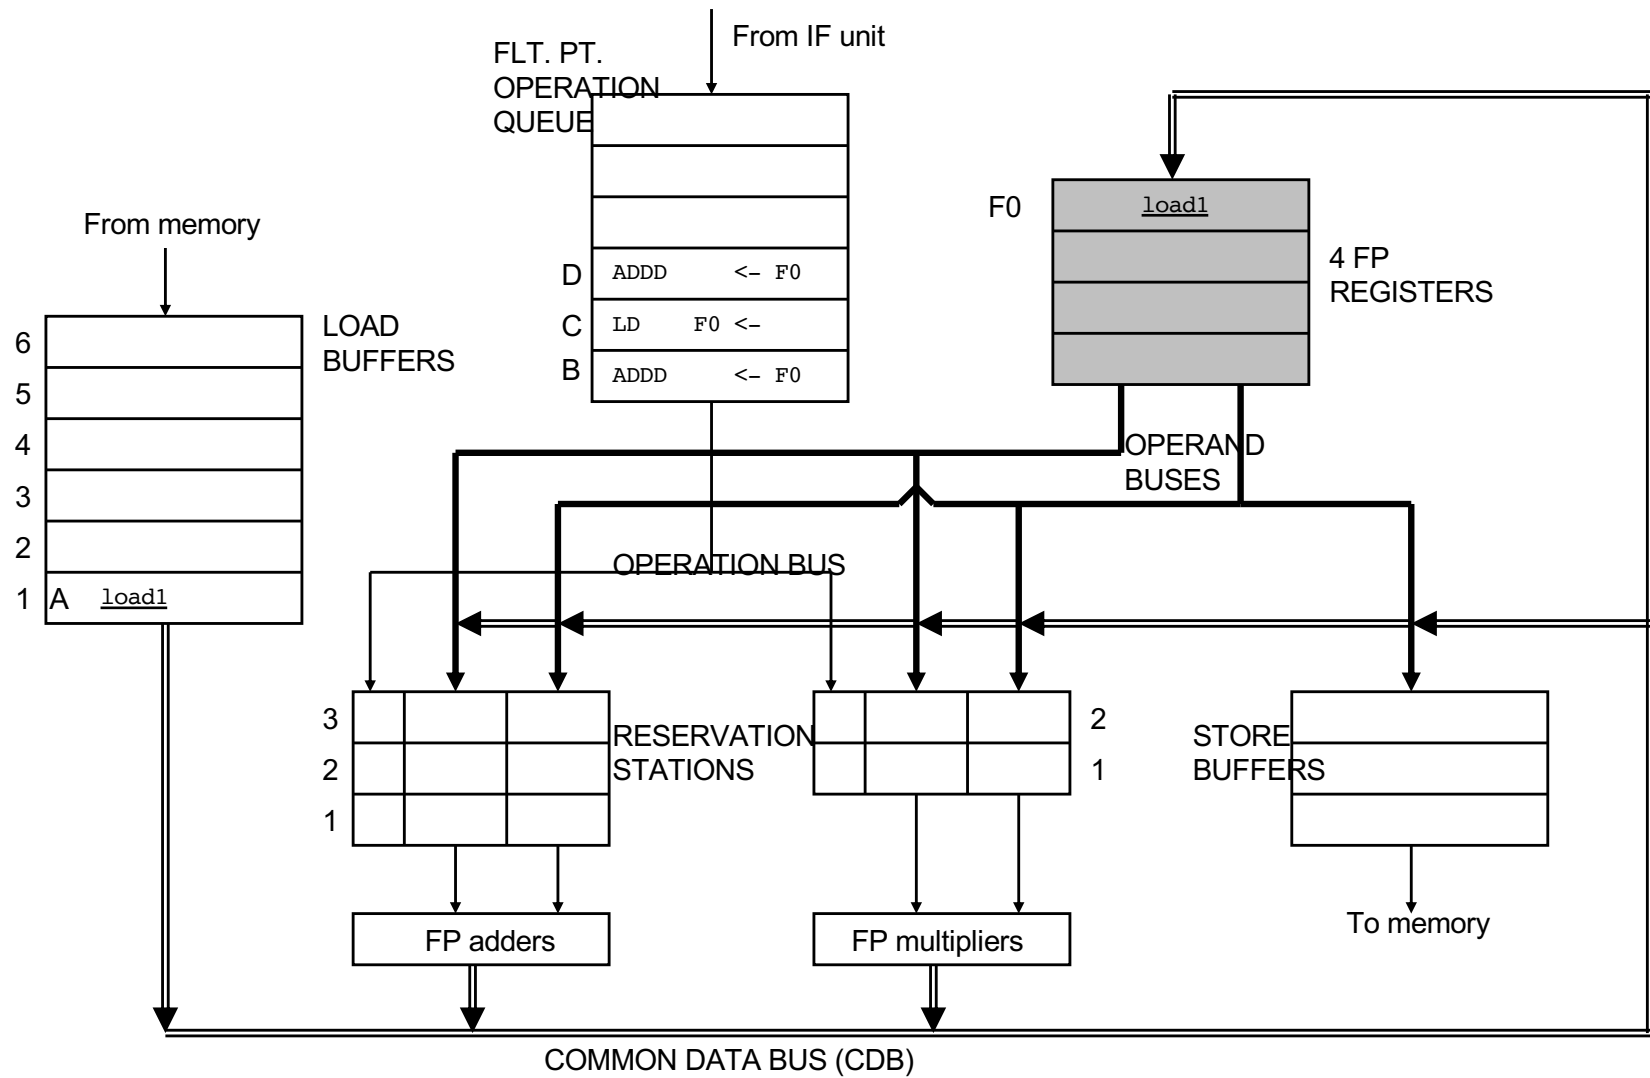 From IF unit
FLT. PT.
OPERATION
QUEUE
F0
load1
From memory
4 FP
REGISTERS
D
ADDD <- F0
LOAD
BUFFERS
C
LD F0 <-
B
ADDD <- F0
6
5
4
3
2
1
A load1
OPERAND
BUSES
OPERATION BUS
3
2
1
RESERVATION
STATIONS
2
1
STORE
BUFFERS
FP adders
FP multipliers
To memory
COMMON DATA BUS (CDB)